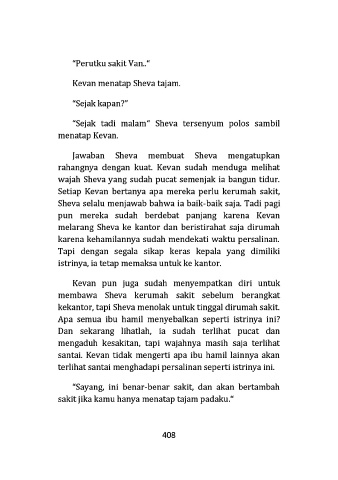 "Perutku sakit Van.."
Kevan menatap Sheva tajam.
"Sejak kapan?"
"Sejak tadi malam" Sheva tersenyum polos sambil
menatap Kevan.
Jawaban Sheva membuat Sheva mengatupkan
rahangnya dengan kuat. Kevan sudah menduga melihat
wajah Sheva yang sudah pucat semenjak ia bangun tidur.
Setiap Kevan bertanya apa mereka perlu kerumah sakit,
Sheva selalu menjawab bahwa ia baik-baik saja. Tadi pagi
pun mereka sudah berdebat panjang karena Kevan
melarang Sheva ke kantor dan beristirahat saja dirumah
karena kehamilannya sudah mendekati waktu persalinan.
Tapi dengan segala sikap keras kepala yang dimiliki
istrinya, ia tetap memaksa untuk ke kantor.
Kevan pun juga sudah menyempatkan diri untuk
membawa Sheva kerumah sakit sebelum berangkat
kekantor, tapi Sheva menolak untuk tinggal dirumah sakit.
Apa semua ibu hamil menyebalkan seperti istrinya ini?
Dan sekarang lihatlah, ia sudah terlihat pucat dan
mengaduh kesakitan, tapi wajahnya masih saja terlihat
santai. Kevan tidak mengerti apa ibu hamil lainnya akan
terlihat santai menghadapi persalinan seperti istrinya ini.
"Sayang, ini benar-benar sakit, dan akan bertambah
sakit jika kamu hanya menatap tajam padaku."
408